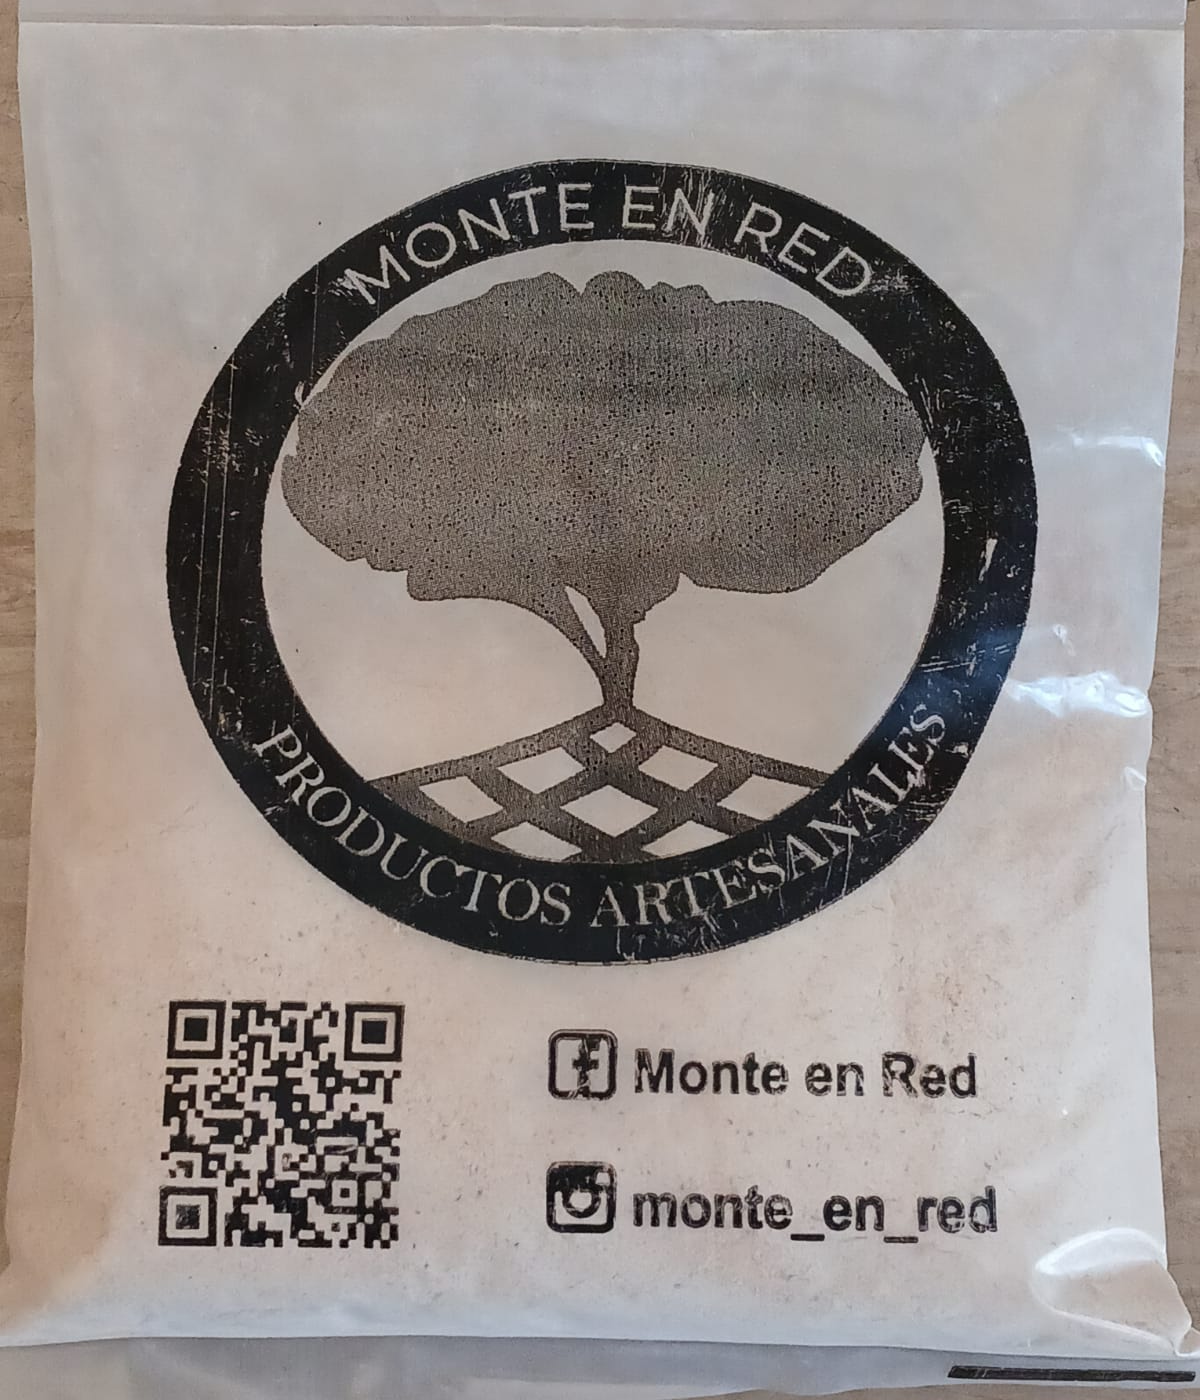 MONTE EN RED
PRODUCTOS ARTESANALES
Monte en Red
monte_en_red